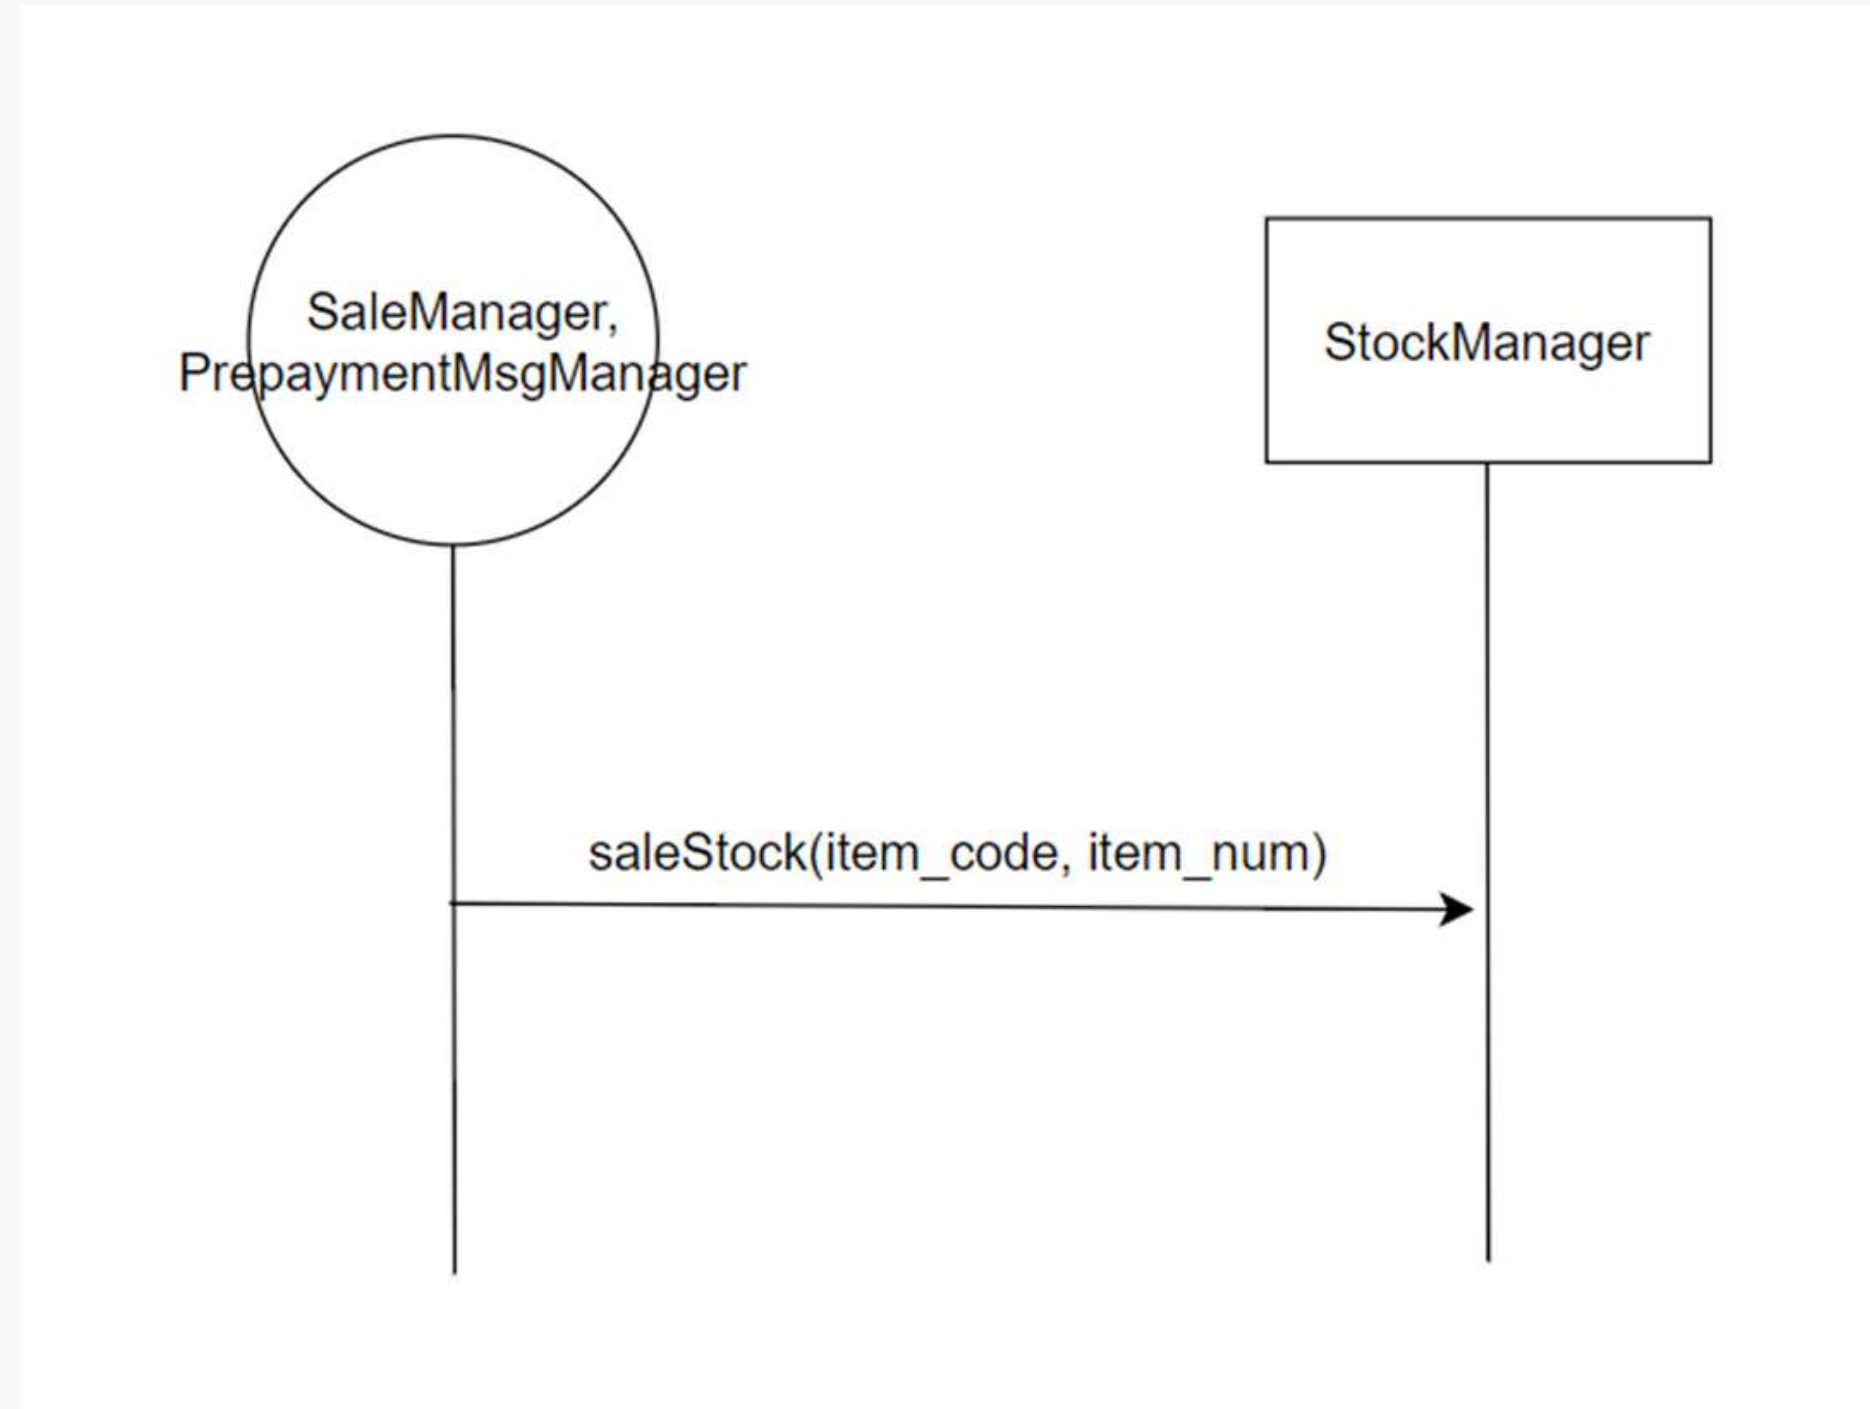 SaleManager,
PrepaymentMsgManager
StockManager
saleStock(item_code, item_num)